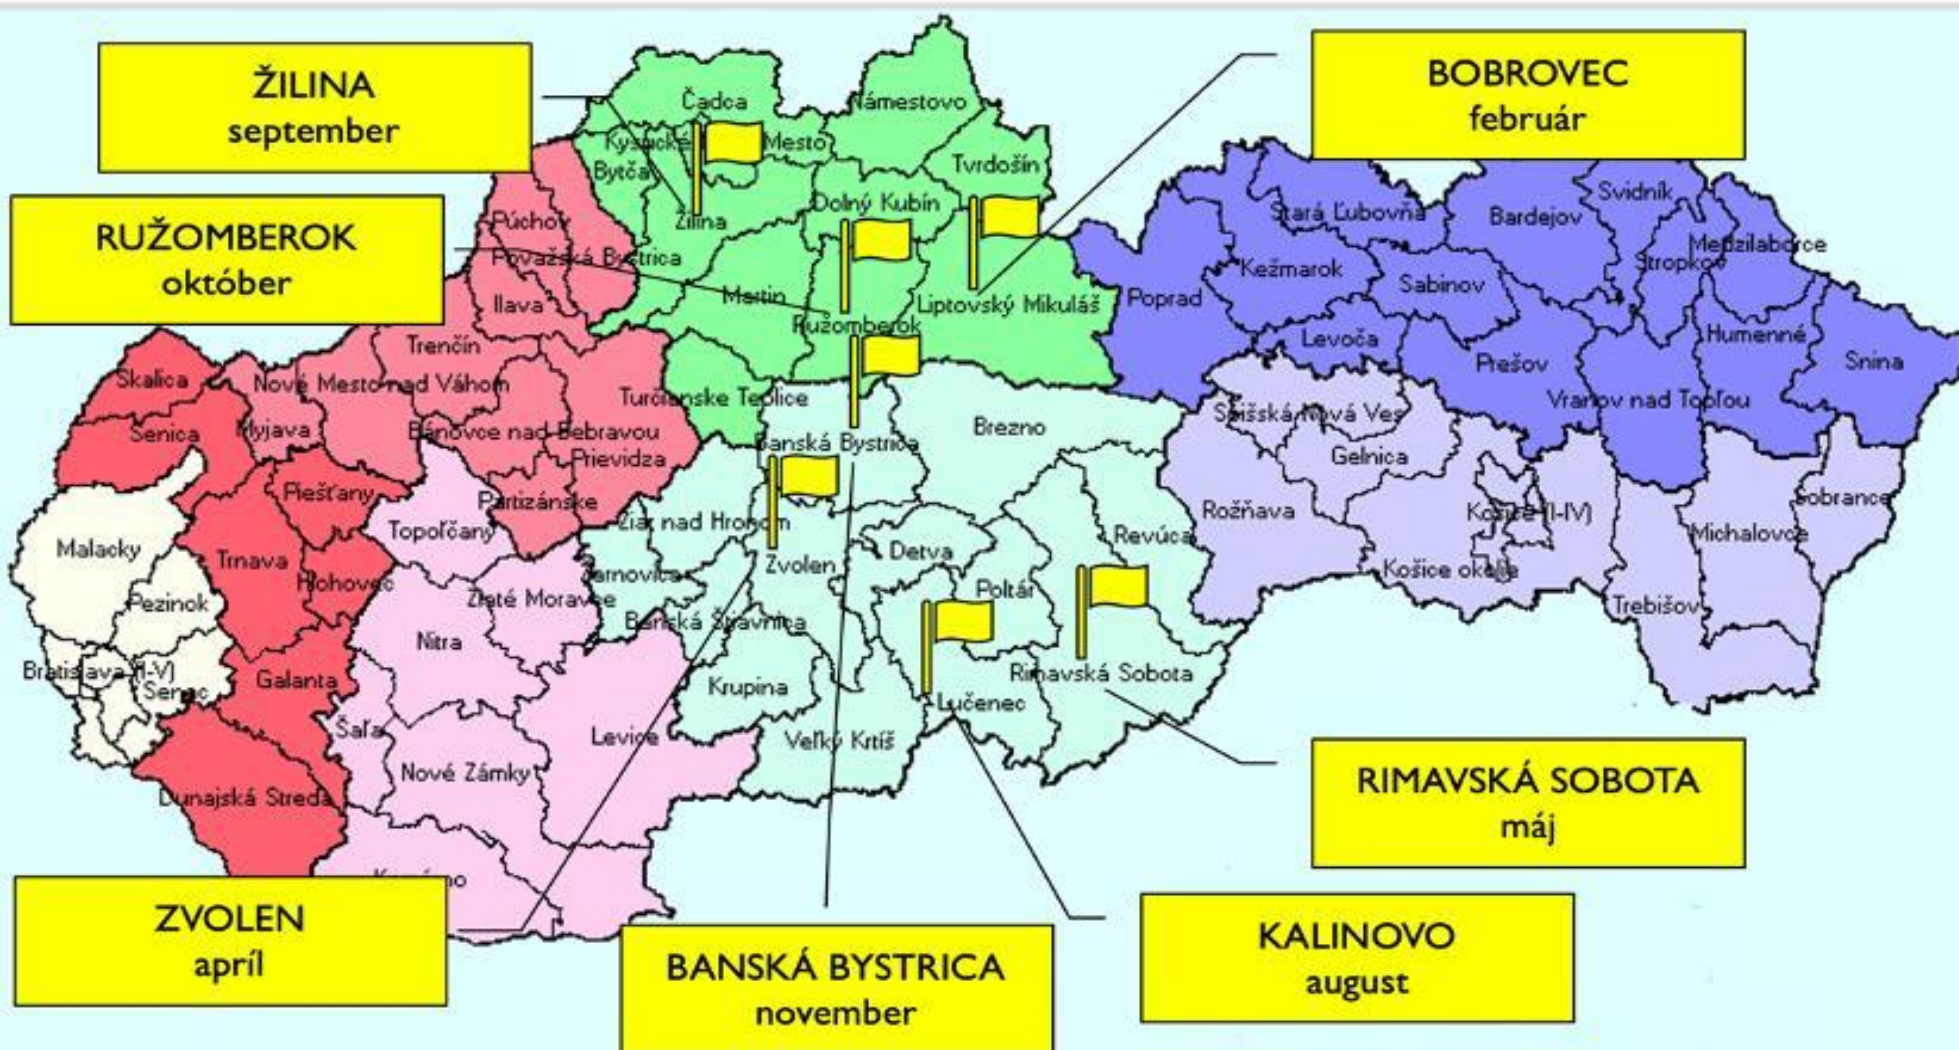 ŽILINA
september
BOBROVEC
február
RUŽOMBEROK
október
RIMAVSKÁ SOBOTA
máj
ZVOLEN
apríl
BANSKÁ BYSTRICA
november
KALINOVO
august
Čadca
Námestovo
Kysucké
Mesto
Bytča
Tvrdošín
Dolný Kubín
Žilina
Púchov
Považská Bystrica
Ilava
Martin
Ružomberok
Liptovský Mikuláš
Poprad
Kežmarok
Stará Ľubovňa
Bardejov
Svidník
Medzilaborce
Stropkov
Sabinov
Levoča
Prešov
Humenné
Snina
Vranov nad Topľou
Trenčín
Skalica
Nové Mesto nad Váhom
Turčianske Teplice
Senica
Myjava
Bánovce nad Bebravou
Prievidza
Banská Bystrica
Brezno
Spišská Nová Ves
Gelnica
Piešťany
Partizánske
Topoľčany
Žiar nad Hronom
Rožňava
Košice (I-IV)
Sobrance
Michalovce
Revúca
Malacky
Trnava
Hlohovec
Detva
Zvolen
Žarnovica
Košice okolie
Poltár
Pezinok
Zlaté Moravce
Banská Štiavnica
Nitra
Trebišov
Bratislava (I-V)
Senec
Galanta
Krupina
Rimavská Sobota
Lučenec
Šaľa
Levice
Veľký Krtíš
Nové Zámky
Dunajská Streda